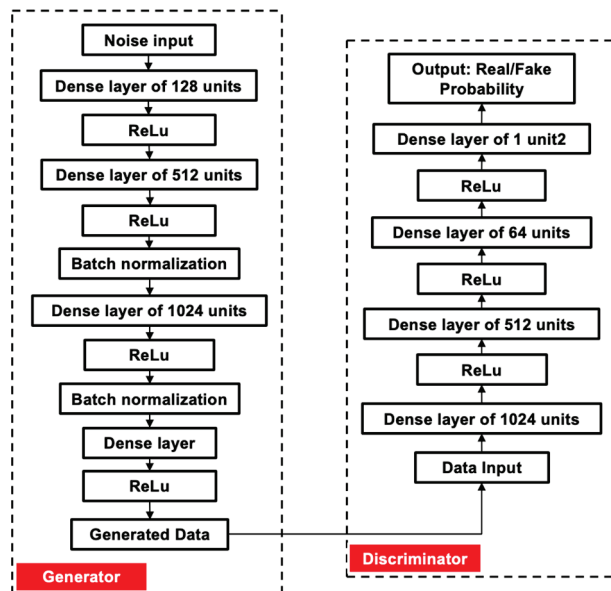 Noise input
Dense layer of 128 units
ReLu
Dense layer of 512 units
ReLu
Batch normalization
Dense layer of 1024 units
ReLu
Batch normalization
Dense layer
ReLu
Generated Data
Generator
Output: Real/Fake
Probability
Dense layer of 1 unit2
ReLu
Dense layer of 64 units
ReLu
Dense layer of 512 units
ReLu
Dense layer of 1024 units
Data Input
Discriminator